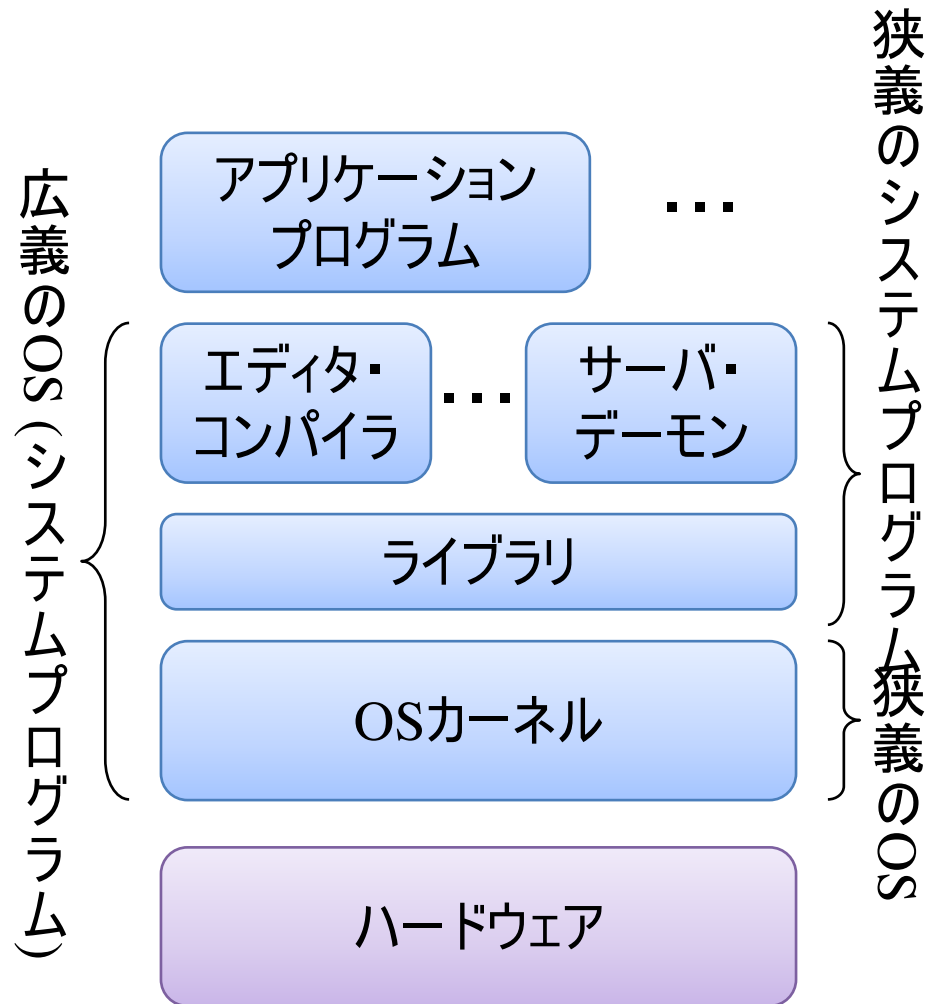 狭義のシステムプログラム
広義のOS(システムプログラム)
アプリケーション
プログラム
…
エディタ・
コンパイラ
…
サーバ・
デーモン
ライブラリ
OSカーネル
狭義のOS
ハードウェア